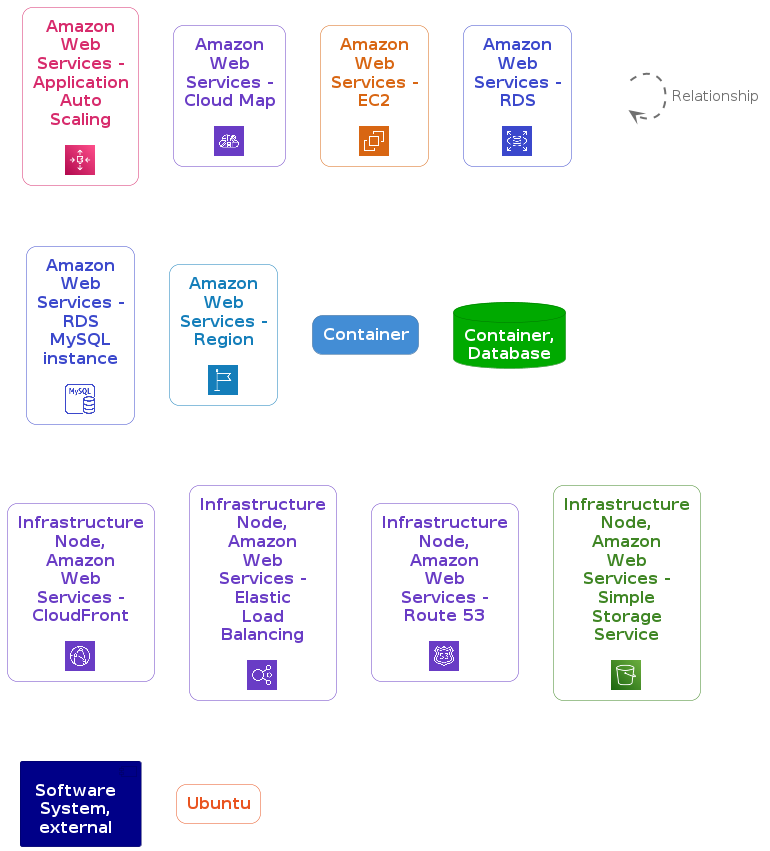 Amazon
Web
Services -
Application
Auto
Scaling
Amazon
Web
Services -
Cloud Map
Amazon
Web
Services -
EC2
Amazon
Web
Services -
RDS
Relationship
Amazon
Web
Services -
RDS
MySQL
instance
MySQL
Amazon
Web
Services -
Region
Container
Container,
Database
Infrastructure
Node,
Amazon
Web
Services -
CloudFront
Infrastructure
Node,
Amazon
Web
Services -
Elastic
Load
Balancing
Infrastructure
Node,
Amazon
Web
Services -
Route 53
53
Infrastructure
Node,
Amazon
Web
Services -
Simple
Storage
Service
Software
System,
external
Ubuntu